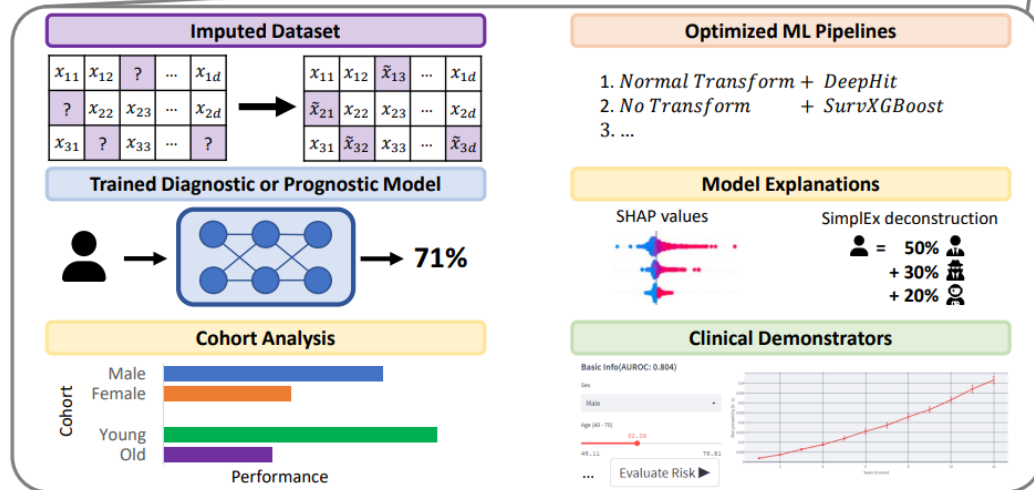 Imputed Dataset
x₁₁ x₁₂ ? ... x₁d
? x₂₂ x₂₃ ... x₂d
x₃₁ ? x₃₃ ... ?
x₁₁ x₁₂ x̃₁₃ ... x₁d
x̃₂₁ x₂₂ x₂₃ ... x₂d
x₃₁ x̃₃₂ x₃₃ ... x̃₃d
Optimized ML Pipelines
1. Normal Transform + DeepHit
2. No Transform + SurvXGBoost
3. ...
Trained Diagnostic or Prognostic Model
71%
Model Explanations
SHAP values
SimplEx deconstruction
= 50%
+ 30%
+ 20%
Cohort Analysis
Cohort
Male
Female
Young
Old
Performance
Clinical Demonstrators
Basic Info(AUROC: 0.804)
Sex
Male
Age (40 - 70)
52.39
40.11
... Evaluate Risk